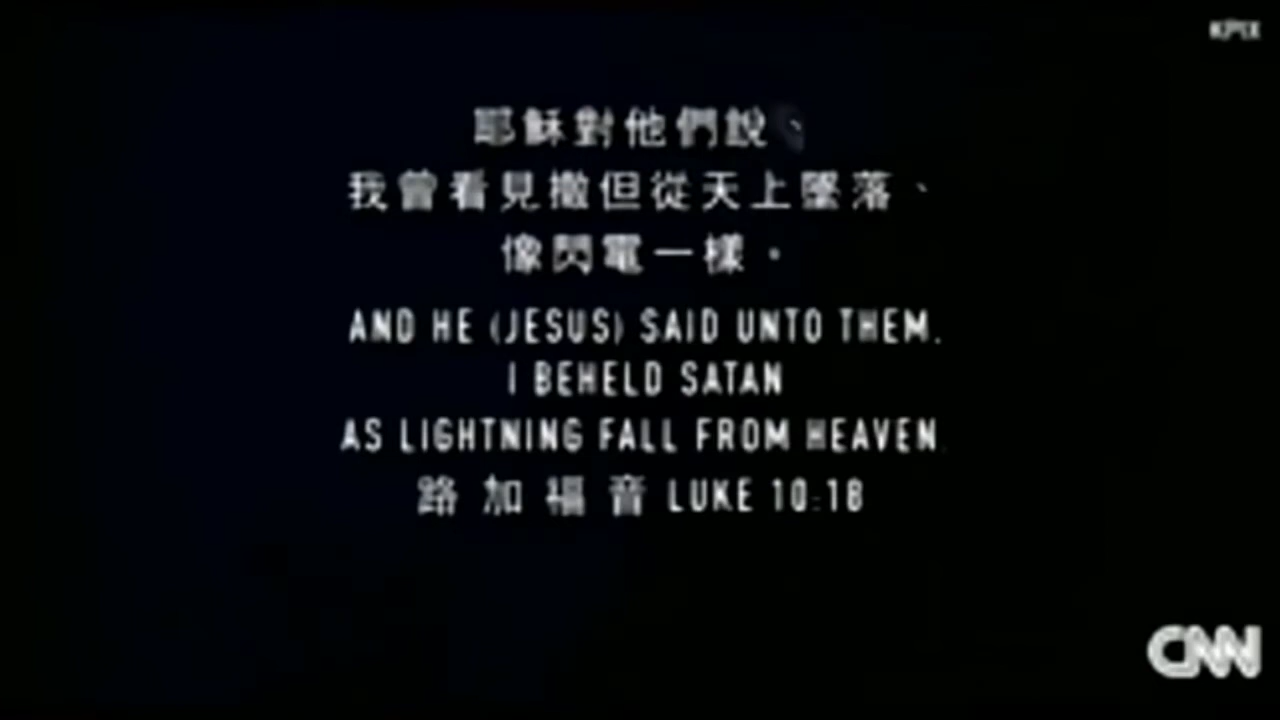 KPIX
耶穌對他們說、
我曾看見撒但從天上墜落、
像閃電一樣。
AND HE (JESUS) SAID UNTO THEM.
I BEHELD SATAN
AS LIGHTNING FALL FROM HEAVEN.
路加福音 LUKE 10:18
CNN